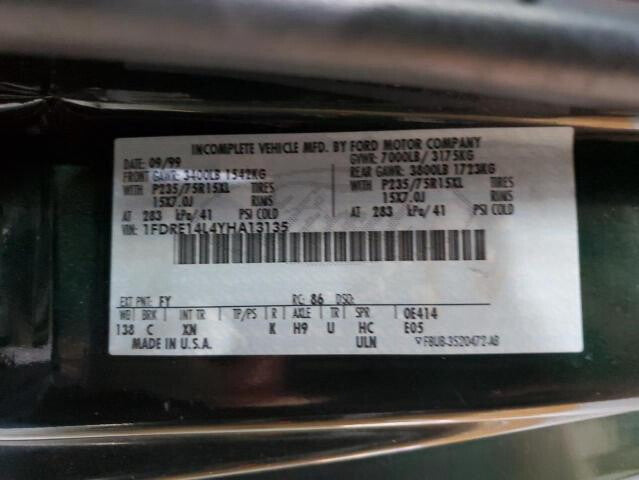 INCOMPLETE VEHICLE MFD. BY FORD MOTOR COMPANY
DATE: 09/99 GVWR: 7000LB/ 3175KG
FRONT GAWR: 3400LB 1542KG REAR GAWR: 3800LB 1723KG
WITH P235/75R15XL TIRES WITH P235/75R15XL TIRES
15X7.0J RIMS 15X7.0J
AT 283 kPa/41 PSI COLD AT 283 kPa/41 PSI COLD
VIN: 1FDRE14L4YHA13135
EXT PNT: FY RC: 86 DSO:
WB BRK INT TR TP/PS R AXLE TR SPR 0E414
138 C XN K H9 U HC E05
MADE IN U.S.A. ULN F8UB-3520472-AB